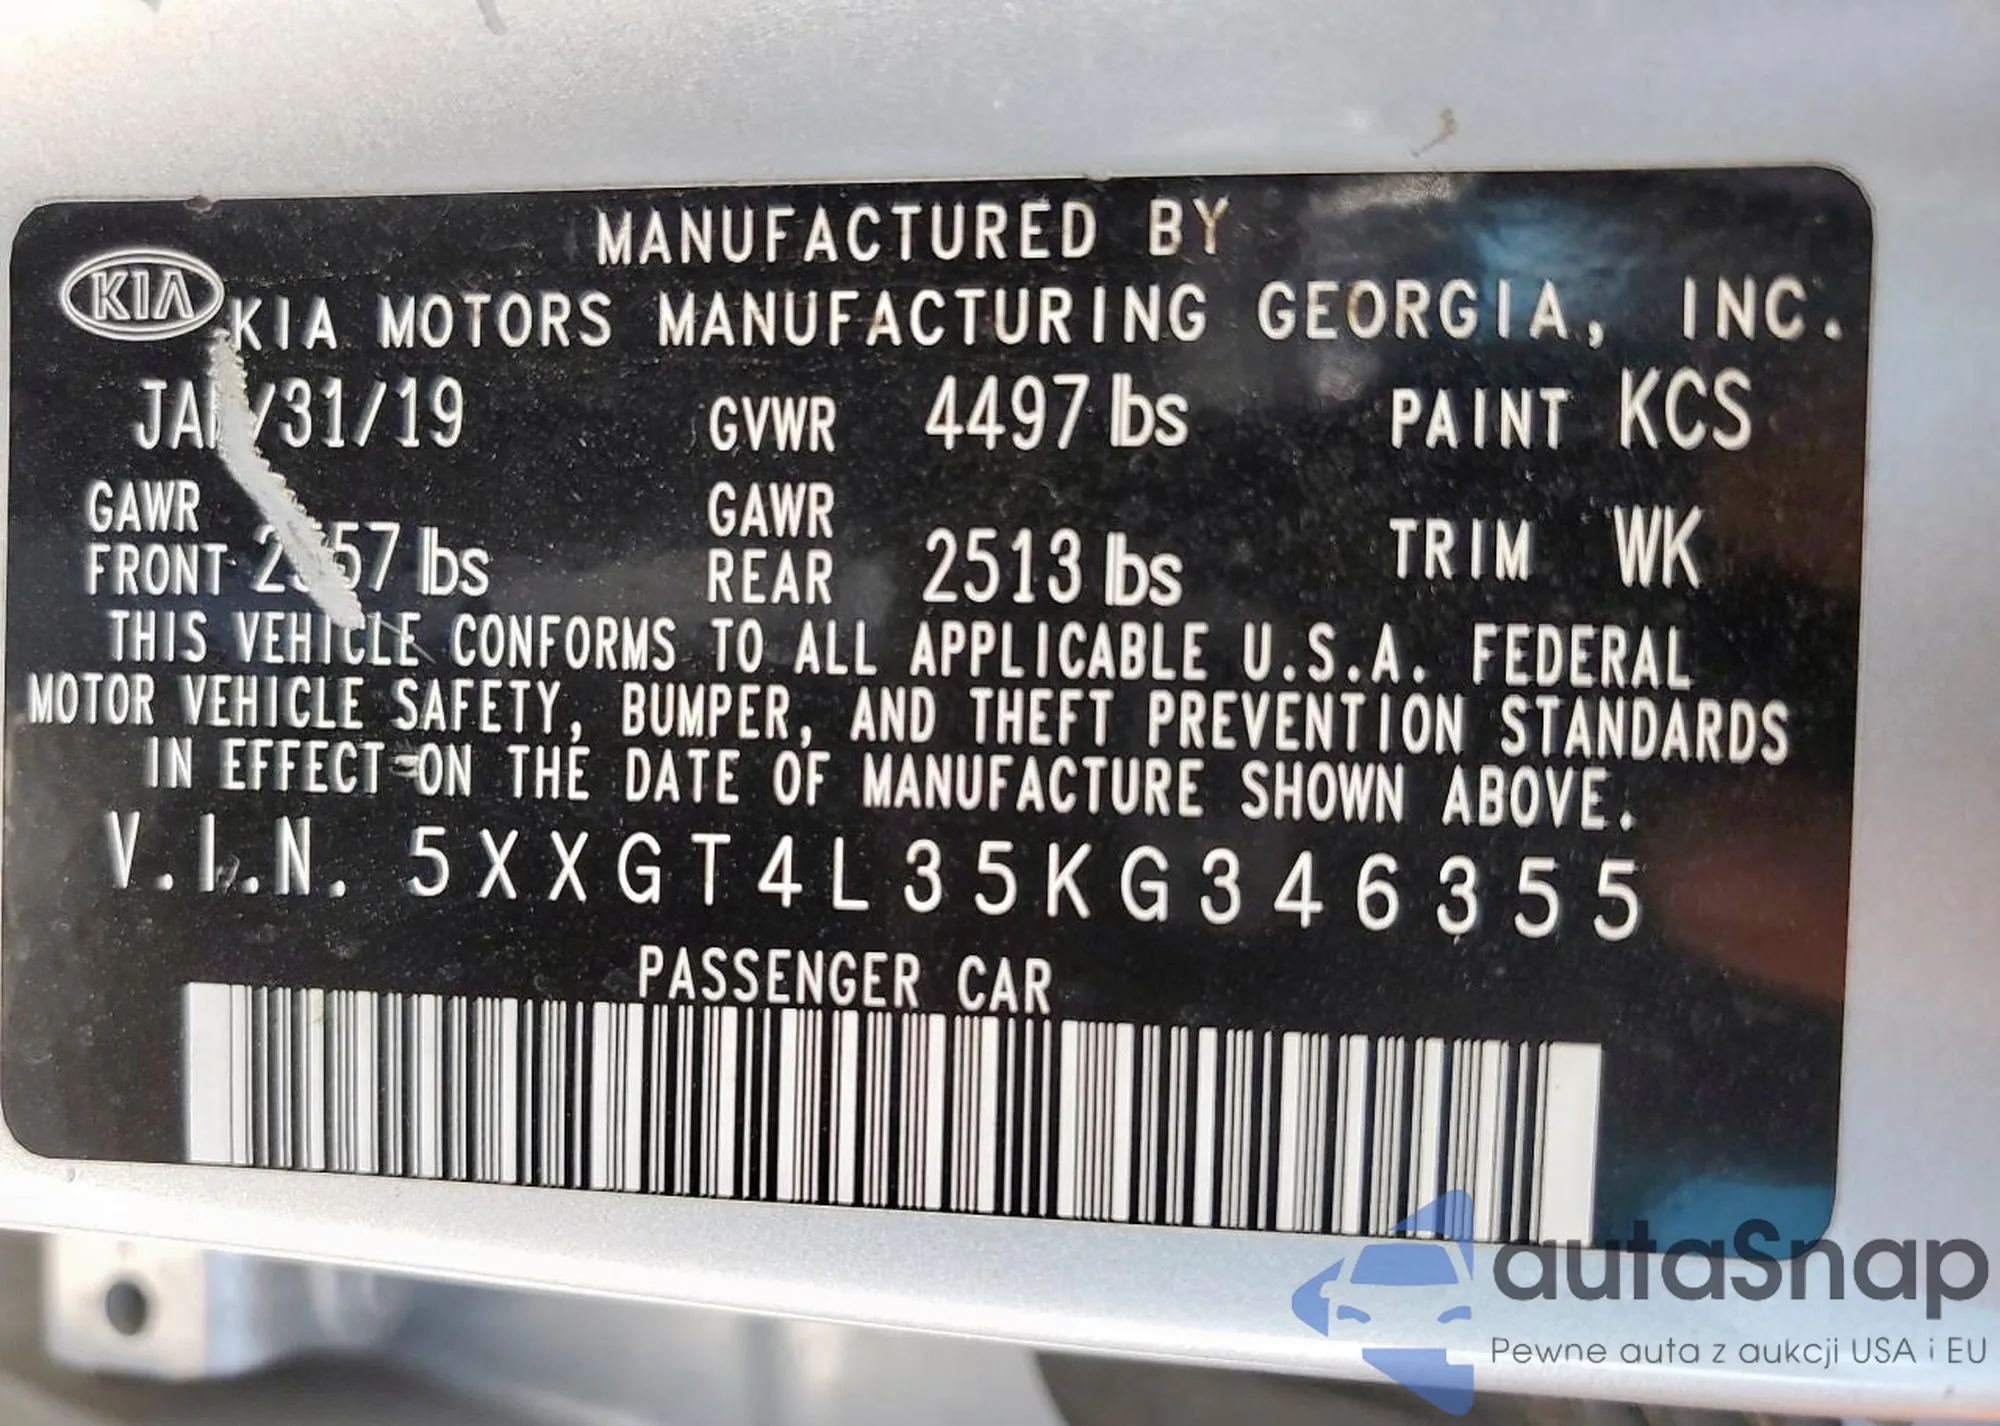 MANUFACTURED BY
KIA
KIA MOTORS MANUFACTURING GEORGIA, INC.
/31/19 GVWR 4497 lbs PAINT KCS
GAWR FRONT lbs GAWR REAR 2513 lbs TRIM WK
THIS VEHICLE CONFORMS TO ALL APPLICABLE U.S.A. FEDERAL
MOTOR VEHICLE SAFETY, BUMPER, AND THEFT PREVENTION STANDARDS
IN EFFECT ON THE DATE OF MANUFACTURE SHOWN ABOVE.
V.I.N. 5XXGT4L35KG346355
PASSENGER CAR
autaSnap
Pewne auta z aukcji USA i EU